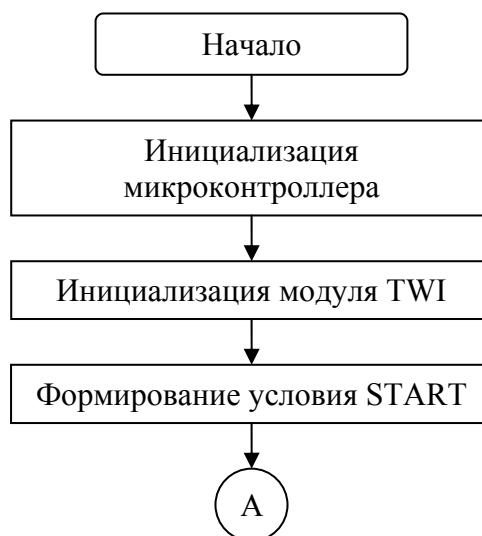 Начало
Инициализация
микроконтроллера
Инициализация модуля TWI
Формирование условия START
А